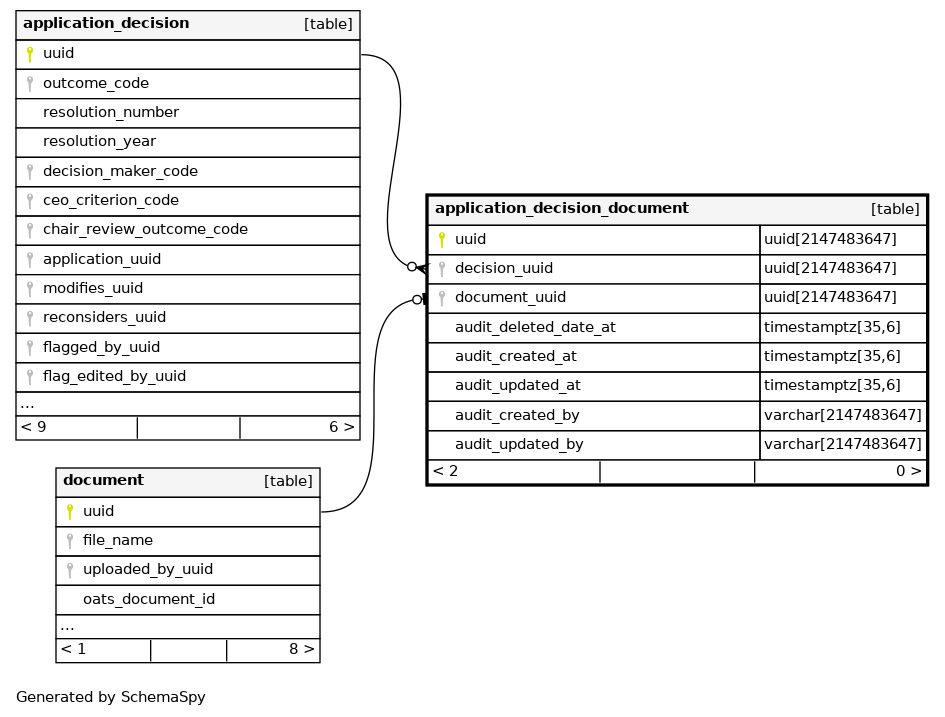 application_decision [table]
uuid
outcome_code
resolution_number
resolution_year
decision_maker_code
ceo_criterion_code
chair_review_outcome_code
application_uuid
modifies_uuid
reconsiders_uuid
flagged_by_uuid
flag_edited_by_uuid
...
< 9 6 >
application_decision_document [table]
uuid uuid[2147483647]
decision_uuid uuid[2147483647]
document_uuid uuid[2147483647]
audit_deleted_date_at timestamptz[35,6]
audit_created_at timestamptz[35,6]
audit_updated_at timestamptz[35,6]
audit_created_by varchar[2147483647]
audit_updated_by varchar[2147483647]
< 2 0 >
document [table]
uuid
file_name
uploaded_by_uuid
oats_document_id
...
< 1 8 >
Generated by SchemaSpy